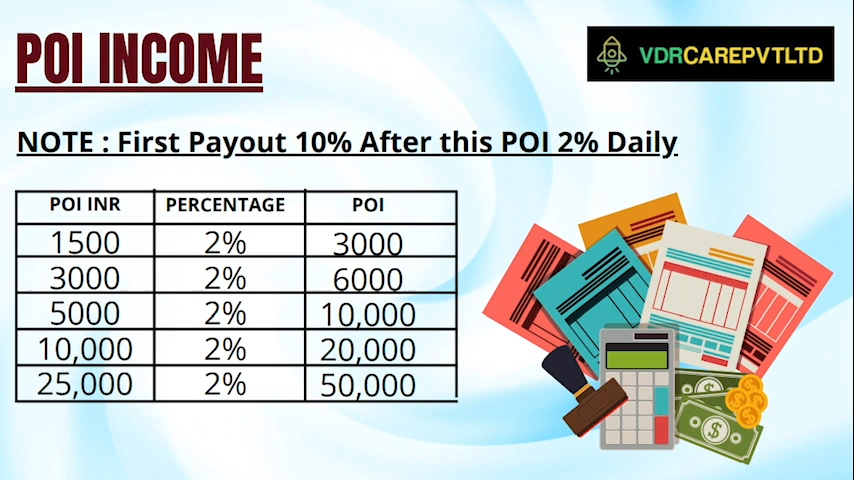 POI INCOME
VDRCAREPVTLTD
NOTE : First Payout 10% After this POI 2% Daily
POI INR PERCENTAGE POI
1500 2% 3000
3000 2% 6000
5000 2% 10,000
10,000 2% 20,000
25,000 2% 50,000